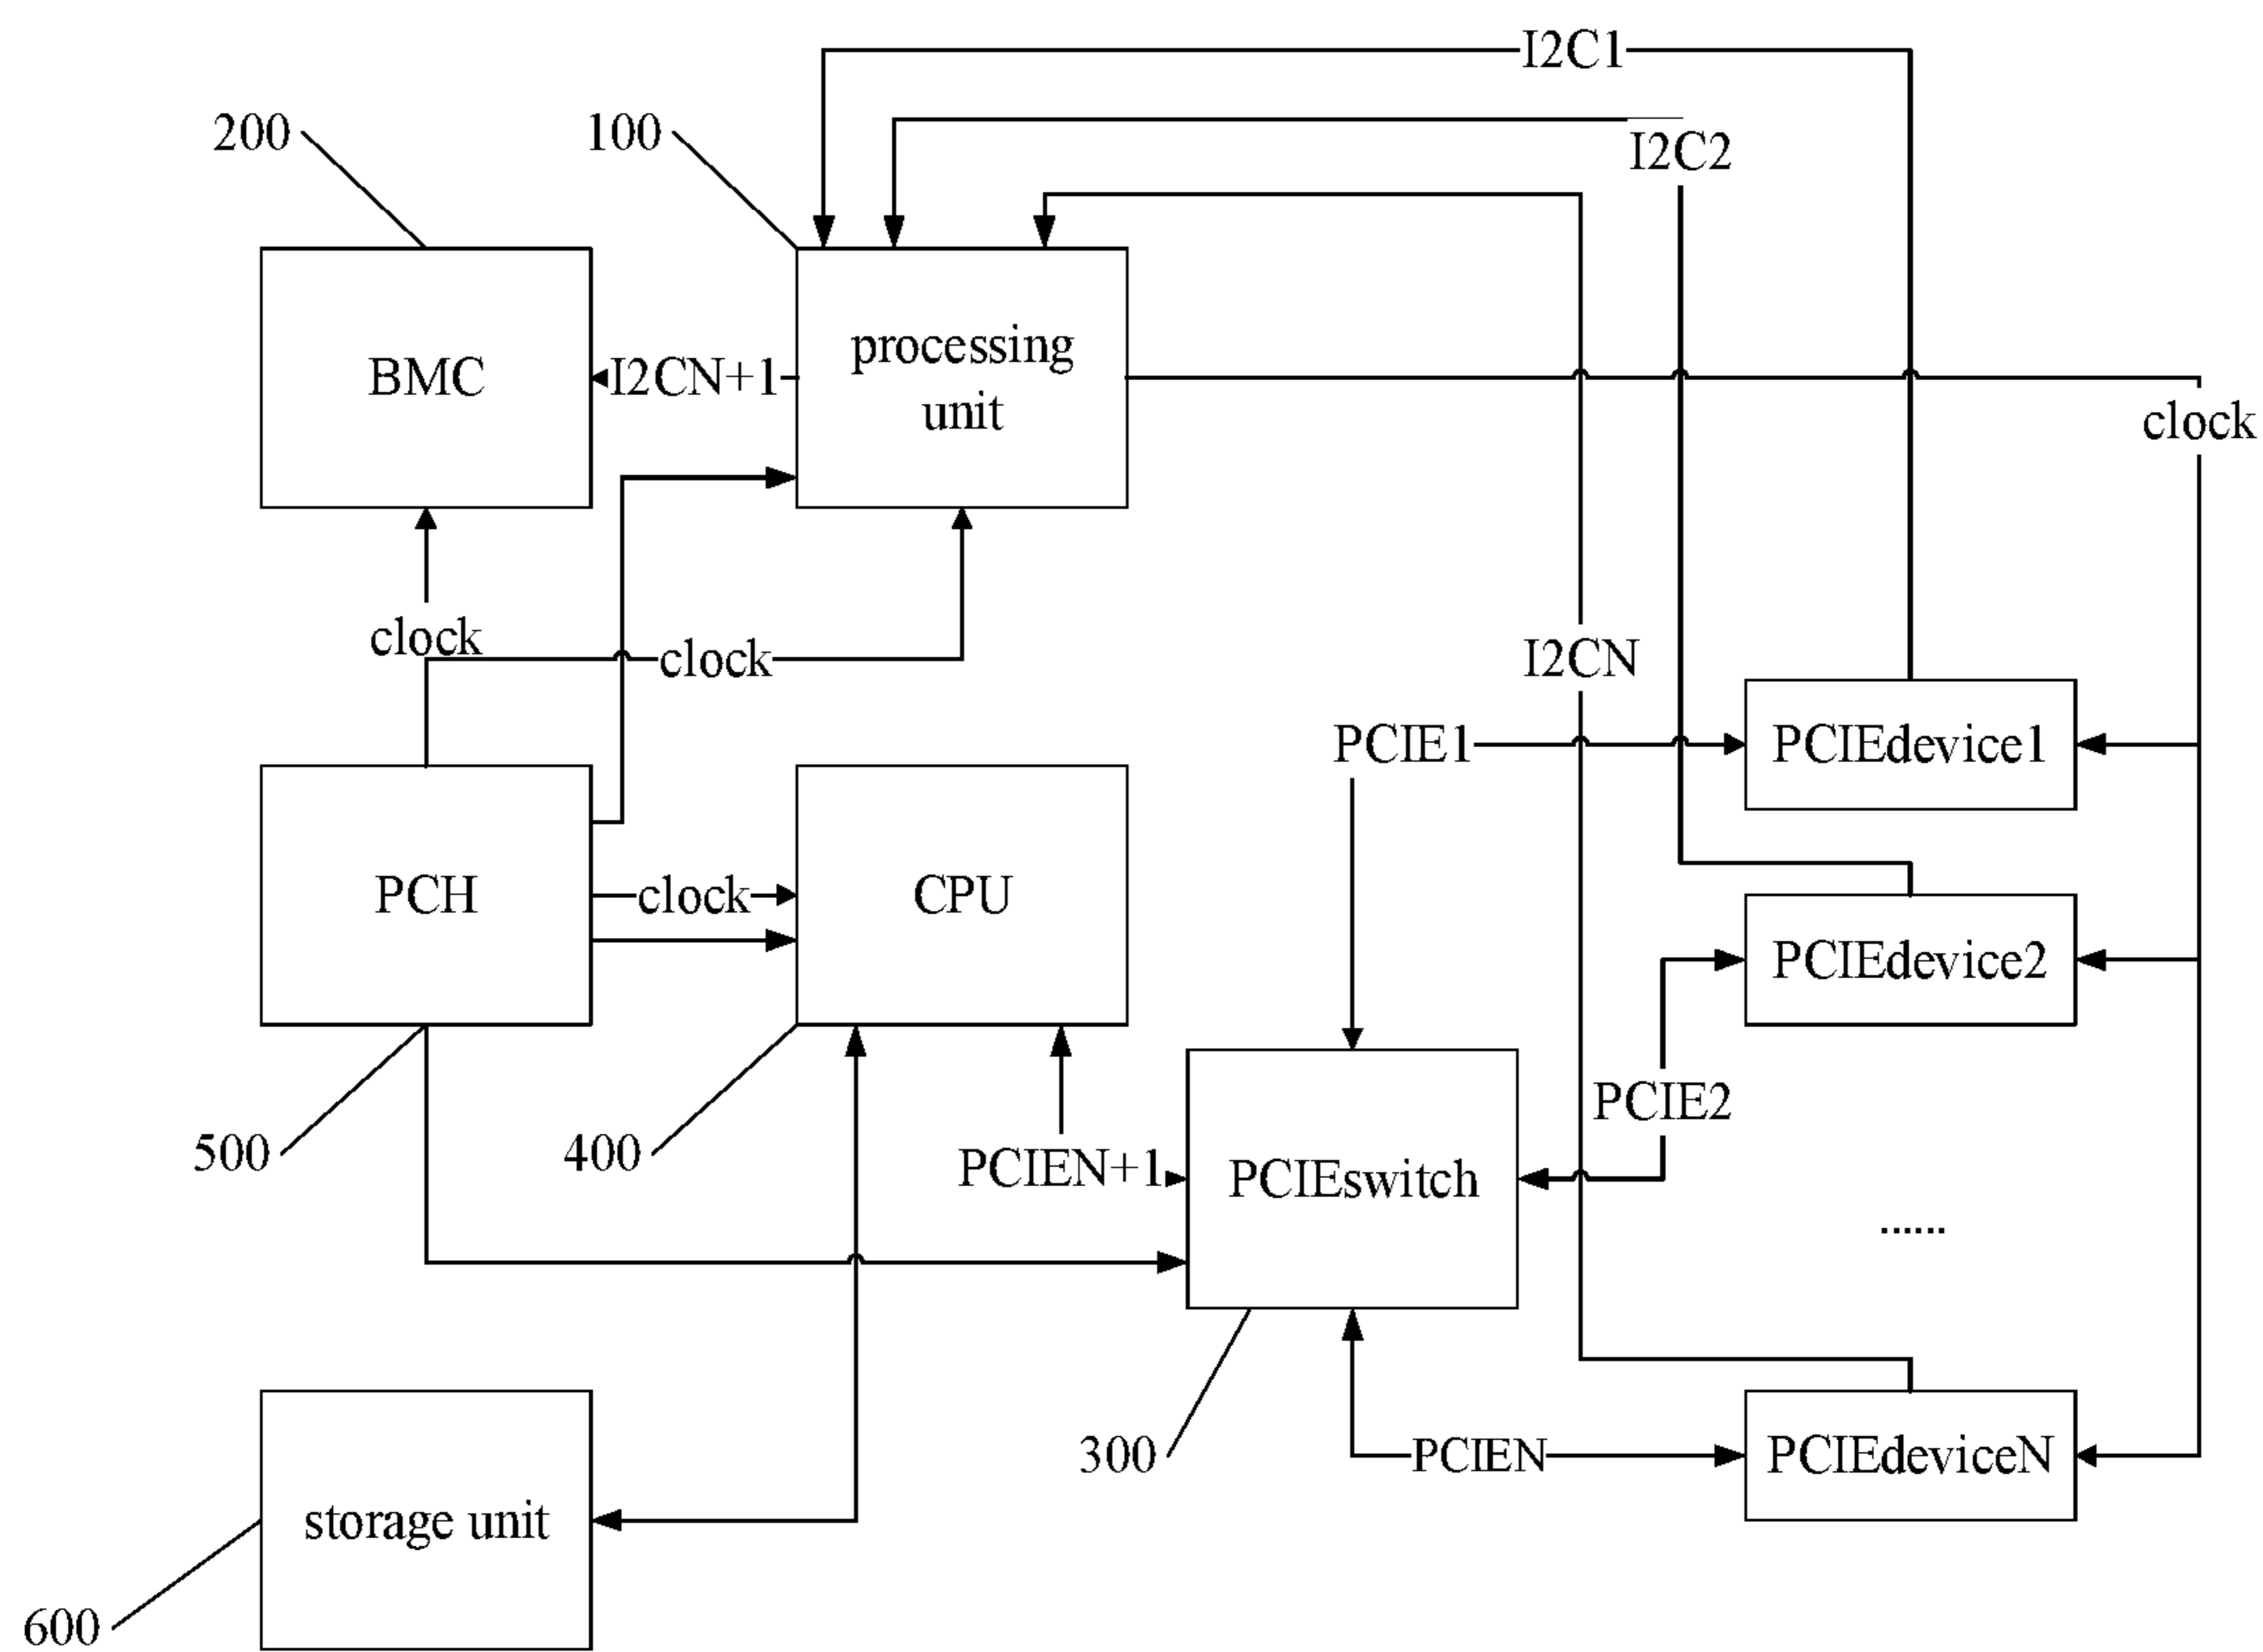 I2C1
200
100
I2C2
BMC
I2CN+1
processing
unit
clock
clock
clock
I2CN
PCIE1
PCIEdevice1
PCH
clock
CPU
PCIEdevice2
PCIE2
500
400
PCIEN+1
PCIEswitch
......
300
PCIEN
PCIEdeviceN
storage unit
600